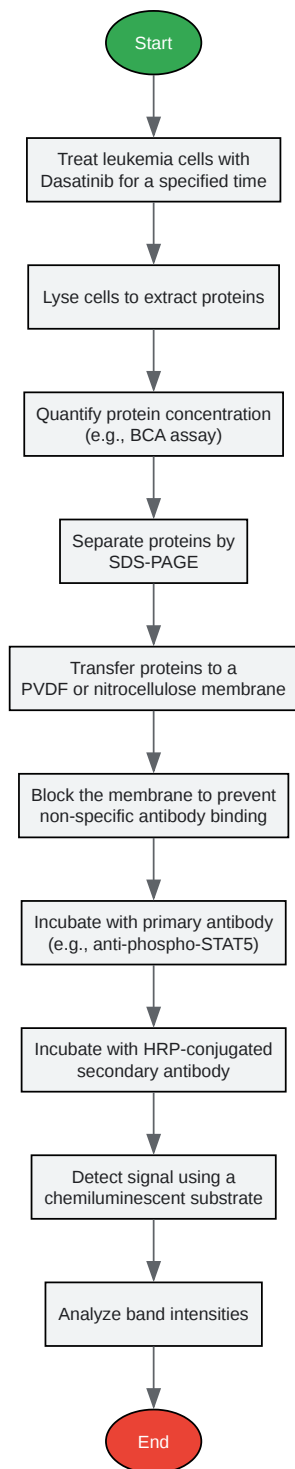 Start
Treat leukemia cells with
Dasatinib for a specified time
Lyse cells to extract proteins
Quantify protein concentration
(e.g., BCA assay)
Separate proteins by
SDS-PAGE
Transfer proteins to a
PVDF or nitrocellulose membrane
Block the membrane to prevent
non-specific antibody binding
Incubate with primary antibody
(e.g., anti-phospho-STAT5)
Incubate with HRP-conjugated
secondary antibody
Detect signal using a
chemiluminescent substrate
Analyze band intensities
End